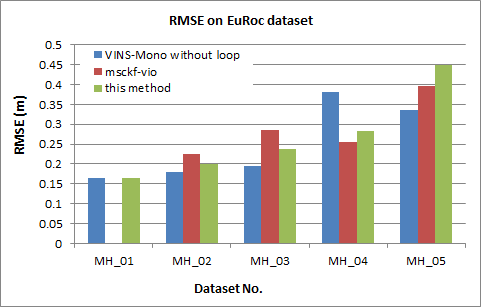 RMSE on EuRoc dataset
VINS-Mono without loop
msckf-vio
this method
RMSE (m)
0.5
0.45
0.4
0.35
0.3
0.25
0.2
0.15
0.1
0.05
0
MH_01 MH_02 MH_03 MH_04 MH_05
Dataset No.